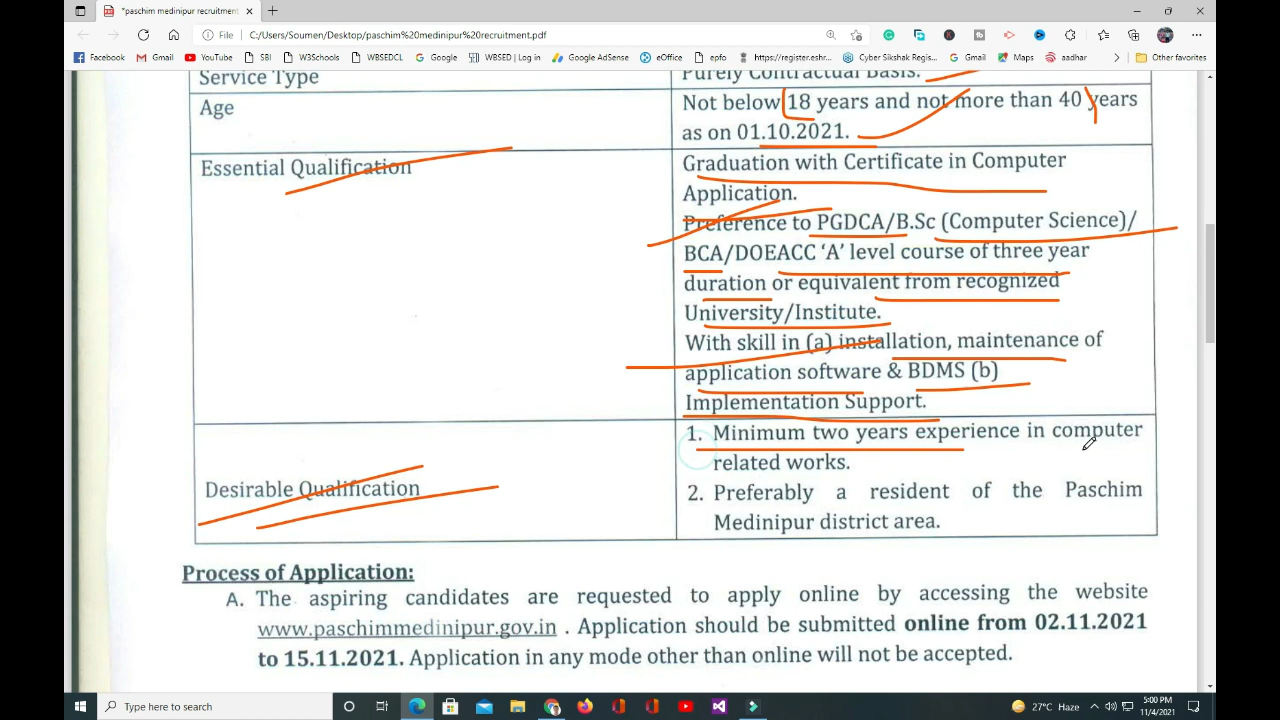 *paschim medinipur recruitment
File
C:/Users/Soumen/Desktop/paschim%20medinipur%20recruitment.pdf
Facebook
Gmail
YouTube
SBI
W3Schools
WBSEDCL
Google
WBSED | Log in
Google AdSense
eOffice
epfo
https://register.eshr...
Cyber Sikshak Regis...
Gmail
Maps
aadhar
Other favorites
Service Type
Purely Contractual Basis.
Age
Not below 18 years and not more than 40 years
as on 01.10.2021.
Essential Qualification
Graduation with Certificate in Computer
Application.
Preference to PGDCA/B.Sc (Computer Science)/
BCA/DOEACC 'A' level course of three year
duration or equivalent from recognized
University/Institute.
With skill in (a) installation, maintenance of
application software & BDMS (b)
Implementation Support.
Desirable Qualification
1. Minimum two years experience in computer
related works.
2. Preferably a resident of the Paschim
Medinipur district area.
Process of Application:
A. The aspiring candidates are requested to apply online by accessing the website
www.paschimmedinipur.gov.in . Application should be submitted online from 02.11.2021
to 15.11.2021. Application in any mode other than online will not be accepted.
Type here to search
27°C Haze
5:00 PM
11/4/2021